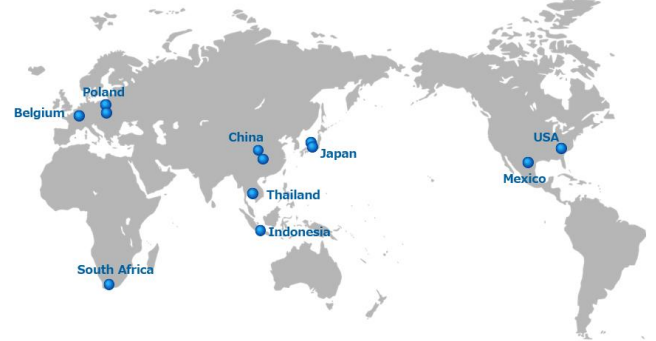 Poland
Belgium
China
Japan
USA
Mexico
Thailand
Indonesia
South Africa